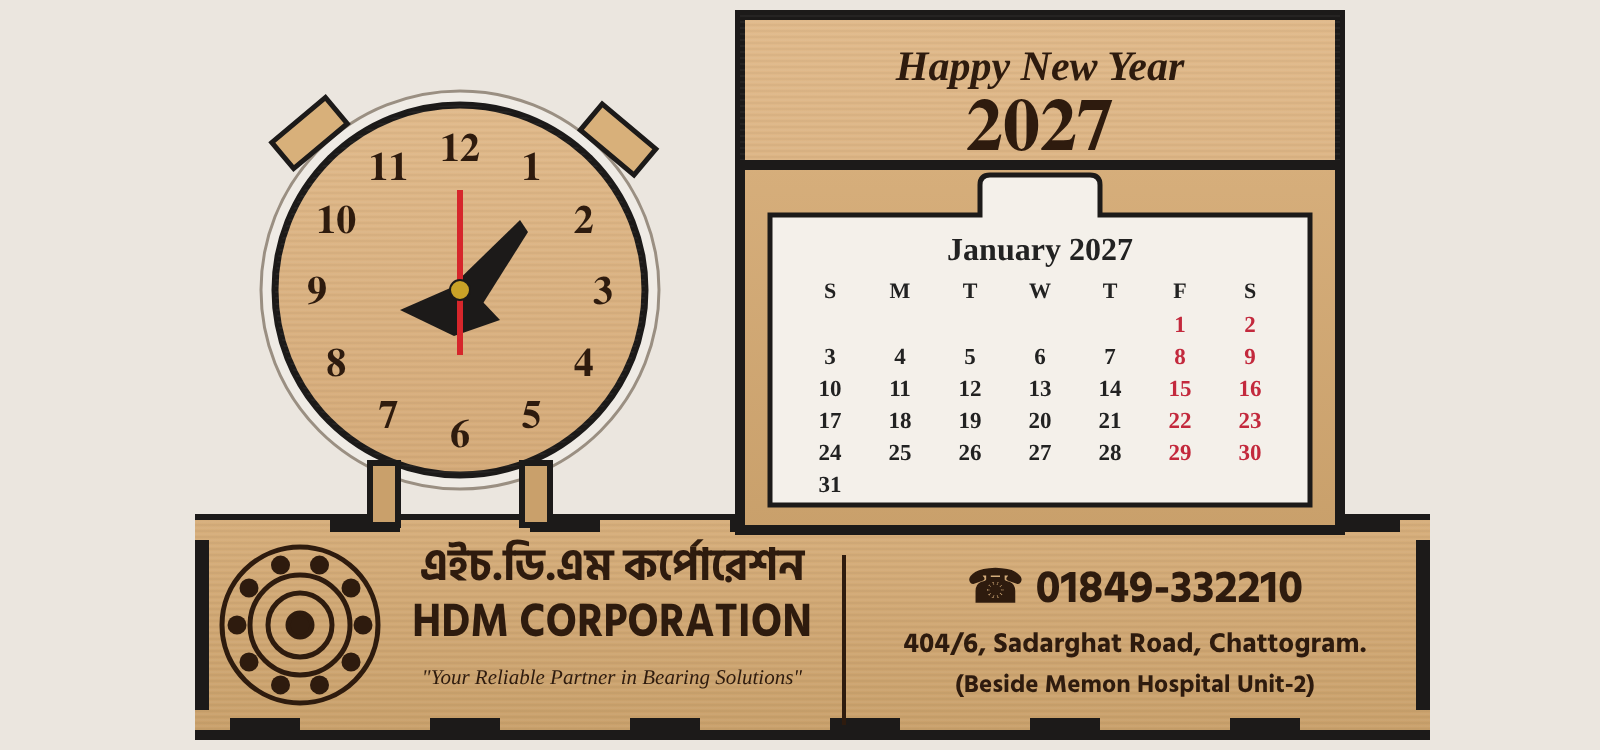 12
11 1
10 2
9 3
8 4
7 5
6
Happy New Year
2027
January 2027
S M T W T F S
1 2
3 4 5 6 7 8 9
10 11 12 13 14 15 16
17 18 19 20 21 22 23
24 25 26 27 28 29 30
31
এইচ.ডি.এম কর্পোরেশন
HDM CORPORATION
"Your Reliable Partner in Bearing Solutions"
☎ 01849-332210
404/6, Sadarghat Road, Chattogram.
(Beside Memon Hospital Unit-2)